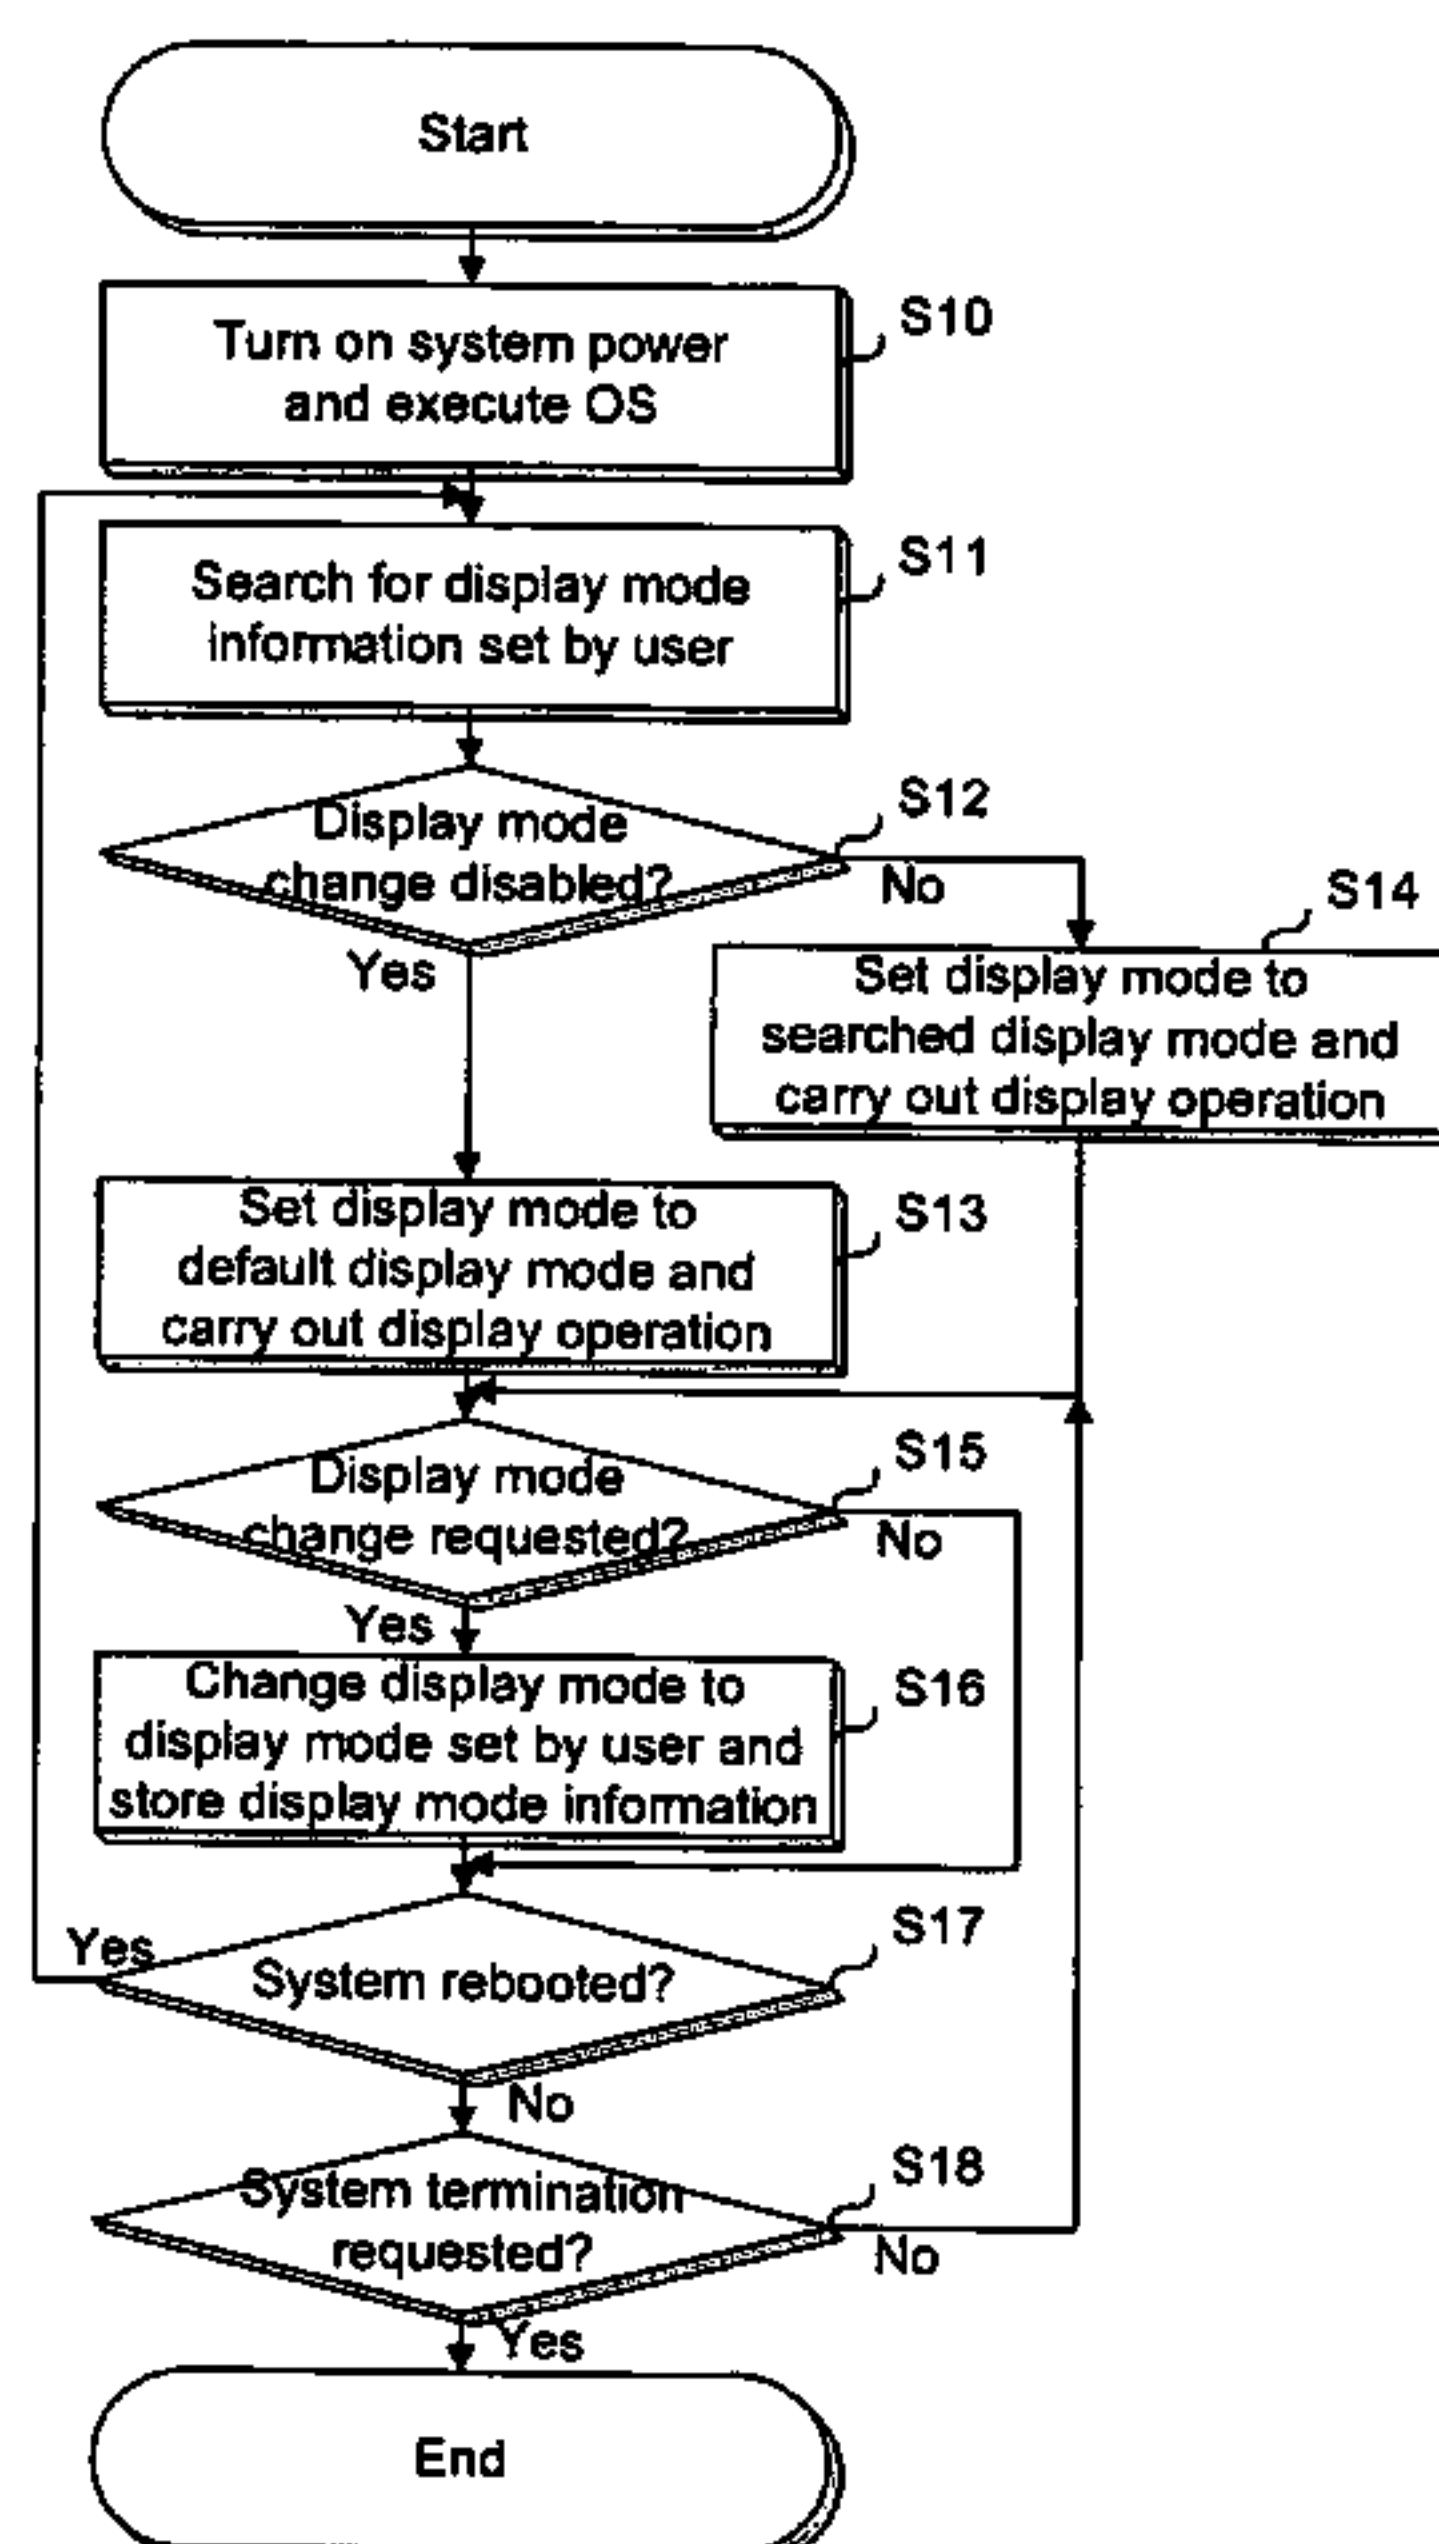 Start
Turn on system power
and execute OS
S10
Search for display mode
information set by user
S11
Display mode
change disabled?
S12
No
Yes
S14
Set display mode to
searched display mode and
carry out display operation
Set display mode to
default display mode and
carry out display operation
S13
Display mode
change requested?
S15
No
Yes
Change display mode to
display mode set by user and
store display mode information
S16
Yes
System rebooted?
S17
No
System termination
requested?
S18
No
Yes
End